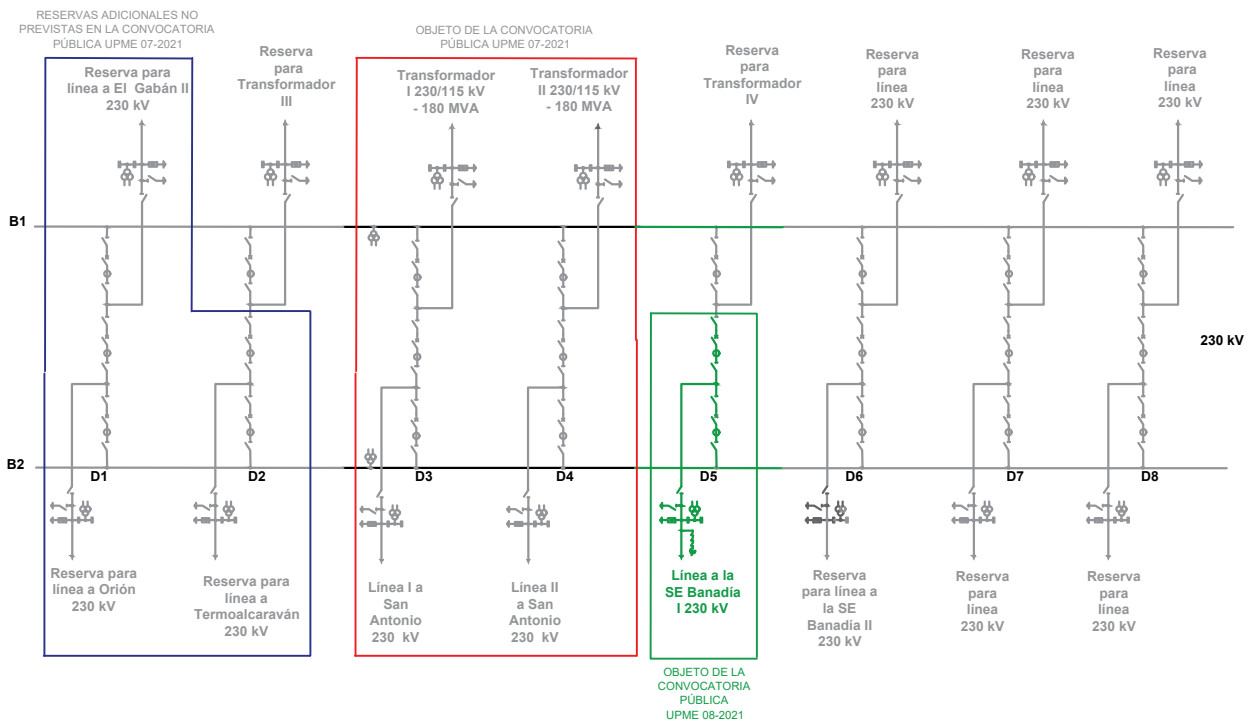 RESERVAS ADICIONALES NO
PREVISTAS EN LA CONVOCATORIA
PÚBLICA UPME 07-2021
OBJETO DE LA CONVOCATORIA
PÚBLICA UPME 07-2021
Reserva para
línea a El Gabán II
230 kV
Reserva
para
Transformador
III
Transformador
I 230/115 kV
- 180 MVA
Transformador
II 230/115 kV
- 180 MVA
Reserva
para
Transformador
IV
Reserva
para
línea
230 kV
Reserva
para
línea
230 kV
Reserva
para
línea
230 kV
B1
230 kV
B2
D1
D2
D3
D4
D5
D6
D7
D8
Reserva para
línea a Orión
230 kV
Reserva para
línea a
Termoalcaraván
230 kV
Línea I a
San
Antonio
230 kV
Línea II
a San
Antonio
230 kV
Línea a la
SE Banadía
I 230 kV
Reserva
para línea a
la SE
Banadía II
230 kV
Reserva
para
línea
230 kV
Reserva
para
línea
230 kV
OBJETO DE LA
CONVOCATORIA
PÚBLICA
UPME 08-2021